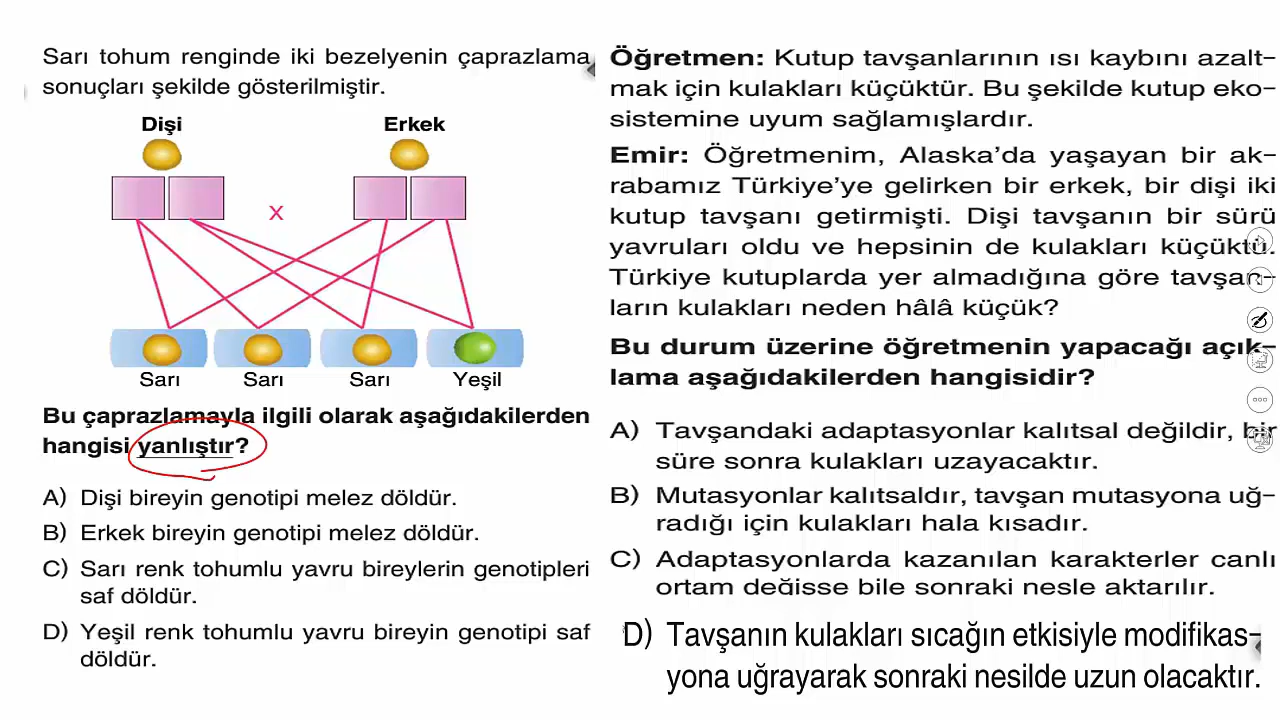 Sarı tohum renginde iki bezelyenin çaprazlama
sonuçları şekilde gösterilmiştir.
Dişi
Erkek
x
Sarı
Sarı
Sarı
Yeşil
Bu çaprazlamayla ilgili olarak aşağıdakilerden
hangisi yanlıştır?
A) Dişi bireyin genotipi melez döldür.
B) Erkek bireyin genotipi melez döldür.
C) Sarı renk tohumlu yavru bireylerin genotipleri
saf döldür.
D) Yeşil renk tohumlu yavru bireyin genotipi saf
döldür.
Öğretmen: Kutup tavşanlarının ısı kaybını azalt-
mak için kulakları küçüktür. Bu şekilde kutup eko-
sistemine uyum sağlamışlardır.
Emir: Öğretmenim, Alaska’da yaşayan bir ak-
rabamız Türkiye’ye gelirken bir erkek, bir dişi iki
kutup tavşanı getirmişti. Dişi tavşanın bir sürü
yavruları oldu ve hepsinin de kulakları küçüktü.
Türkiye kutuplarda yer almadığına göre tavşan-
ların kulakları neden hâlâ küçük?
Bu durum üzerine öğretmenin yapacağı açık-
lama aşağıdakilerden hangisidir?
A) Tavşandaki adaptasyonlar kalıtsal değildir, bir
süre sonra kulakları uzayacaktır.
B) Mutasyonlar kalıtsaldır, tavşan mutasyona uğ-
radığı için kulakları hala kısadır.
C) Adaptasyonlarda kazanılan karakterler canlı
ortam değişse bile sonraki nesle aktarılır.
D) Tavşanın kulakları sıcağın etkisiyle modifikas-
yona uğrayarak sonraki nesilde uzun olacaktır.